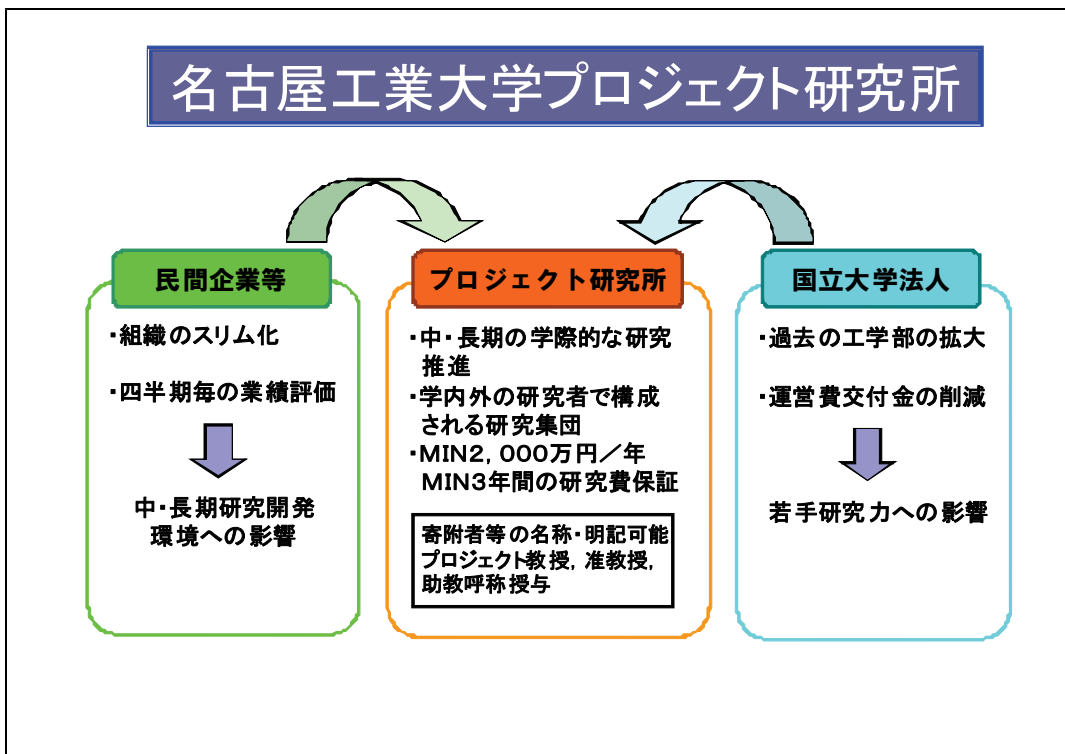 名古屋工業大学プロジェクト研究所
民間企業等
・組織のスリム化
・四半期毎の業績評価
中・長期研究開発
環境への影響
プロジェクト研究所
・中・長期の学際的な研究
推進
・学内外の研究者で構成
される研究集団
・MIN2,000万円／年
MIN3年間の研究費保証
寄附者等の名称・明記可能
プロジェクト教授,准教授,
助教呼称授与
国立大学法人
・過去の工学部の拡大
・運営費交付金の削減
若手研究力への影響